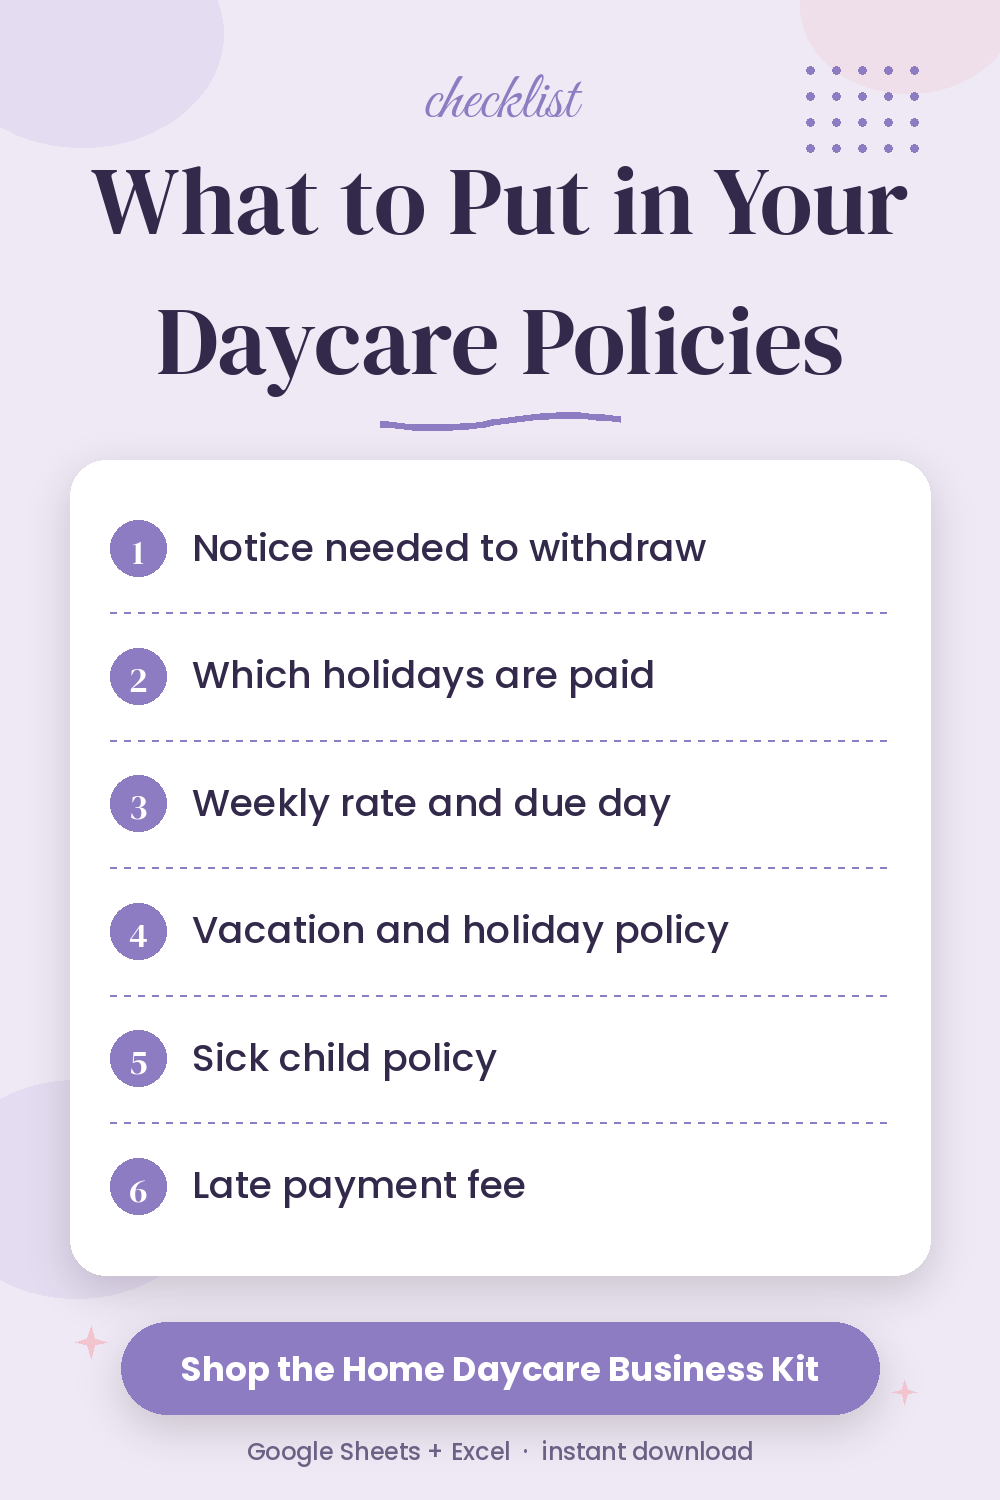 checklist
What to Put in Your
Daycare Policies
1 Notice needed to withdraw
2 Which holidays are paid
3 Weekly rate and due day
4 Vacation and holiday policy
5 Sick child policy
6 Late payment fee
Shop the Home Daycare Business Kit
Google Sheets + Excel · instant download